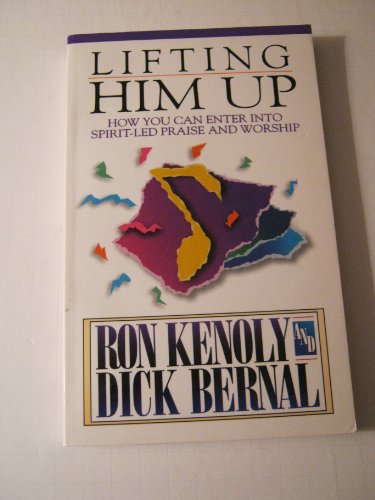 LIFTING
HIM UP
HOW YOU CAN ENTER INTO
SPIRIT-LED PRAISE AND WORSHIP
RON KENOLY AND
DICK BERNAL